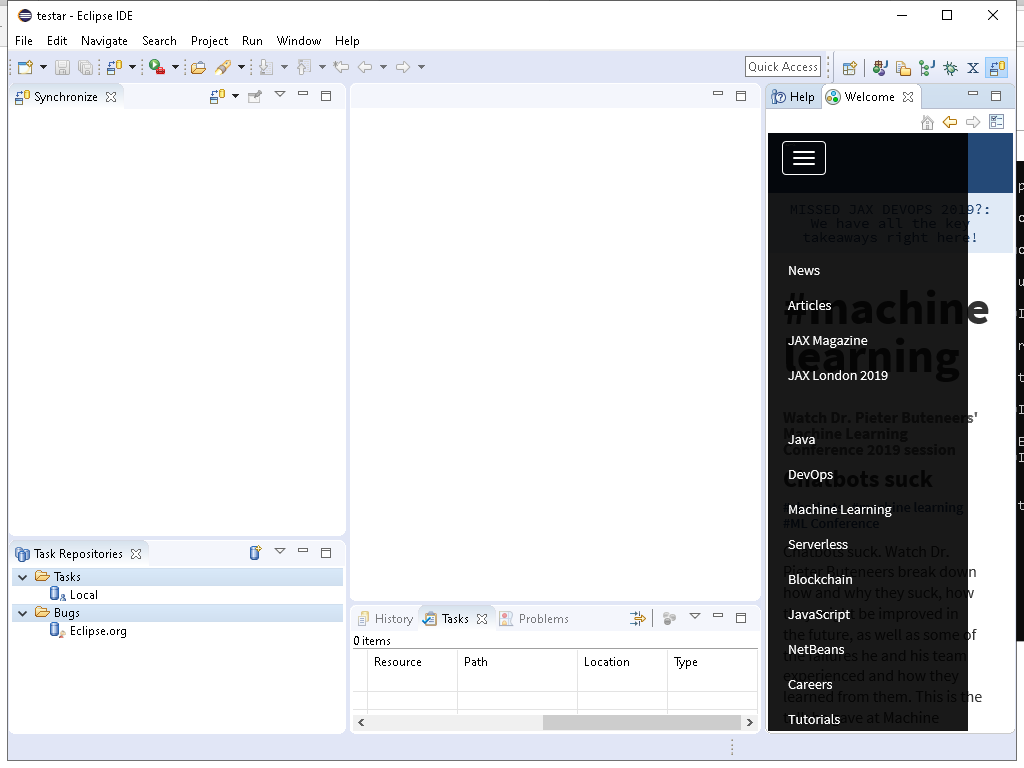 testar - Eclipse IDE
File Edit Navigate Search Project Run Window Help
Quick Access
Synchronize
Help Welcome
MISSED JAX DEVOPS 2019?:
We have all the key
takeaways right here!
News
Articles
#machine
JAX Magazine
learning
JAX London 2019
Watch Dr. Pieter Buteneers'
Machine Learning
Conference 2019 session
Java
DevOps
Chatbots suck
Machine Learning
machine learning
#ML Conference
Serverless
Chatbots suck. Watch Dr.
Pieter Buteneers break down
Blockchain
how and why they suck, how
JavaScript
be improved in
the future, as well as some of
NetBeans
the failures he and his team
experienced and how they
Careers
learned from them. This is the
Tutorials
gave at Machine
Task Repositories
Tasks
Local
Bugs
Eclipse.org
History Tasks Problems
0 items
Resource Path Location Type